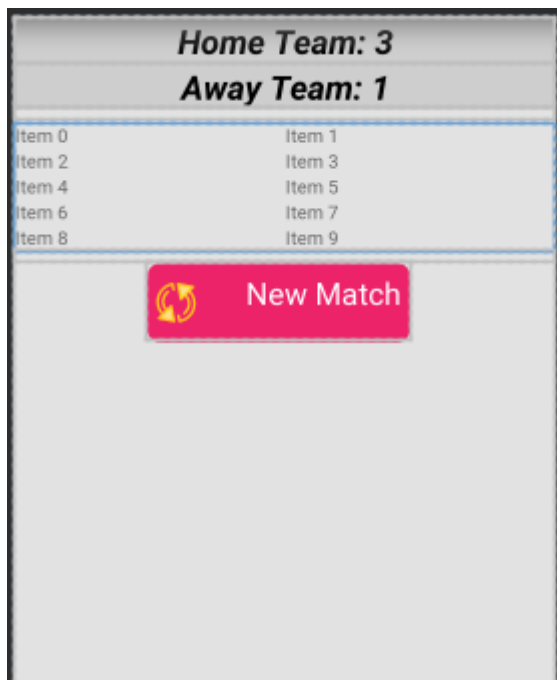 Home Team: 3
Away Team: 1
Item 0 Item 1
Item 2 Item 3
Item 4 Item 5
Item 6 Item 7
Item 8 Item 9
New Match